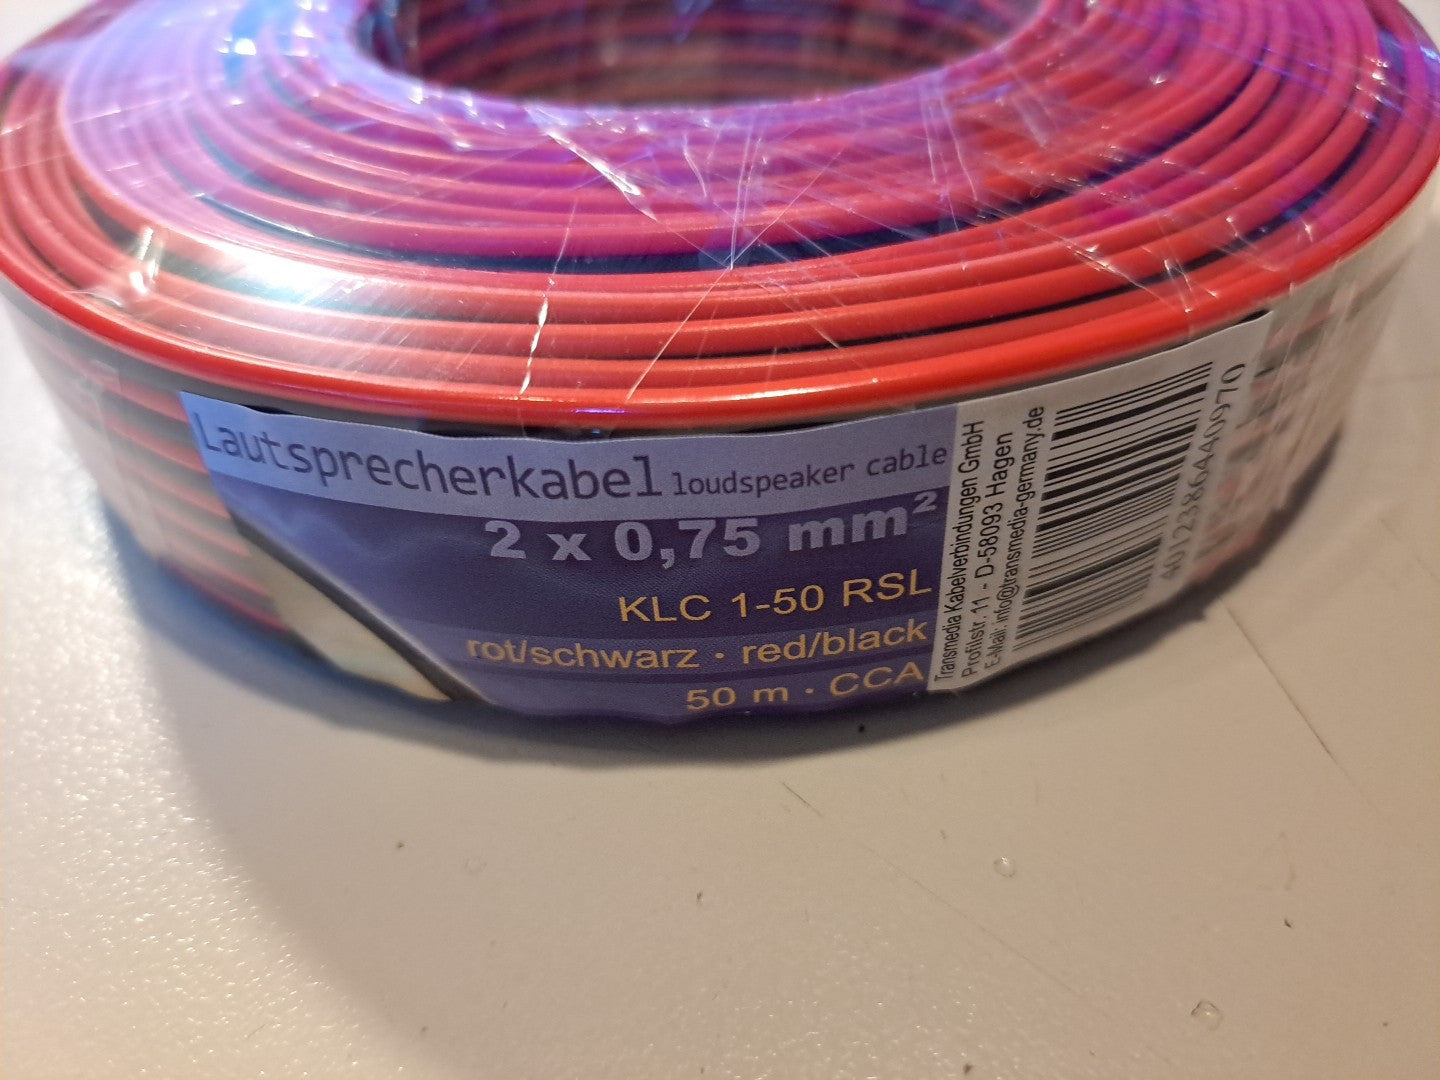 Lautsprecherkabel loudspeaker cable
2 x 0,75 mm²
KLC 1-50 RSL
rot/schwarz · red/black
50 m · CCA
Transmedia Kabelverbindungen GmbH
Profilstr. 11 - D-58093 Hagen
E-Mail: info@transmedia-germany.de
4012386440970